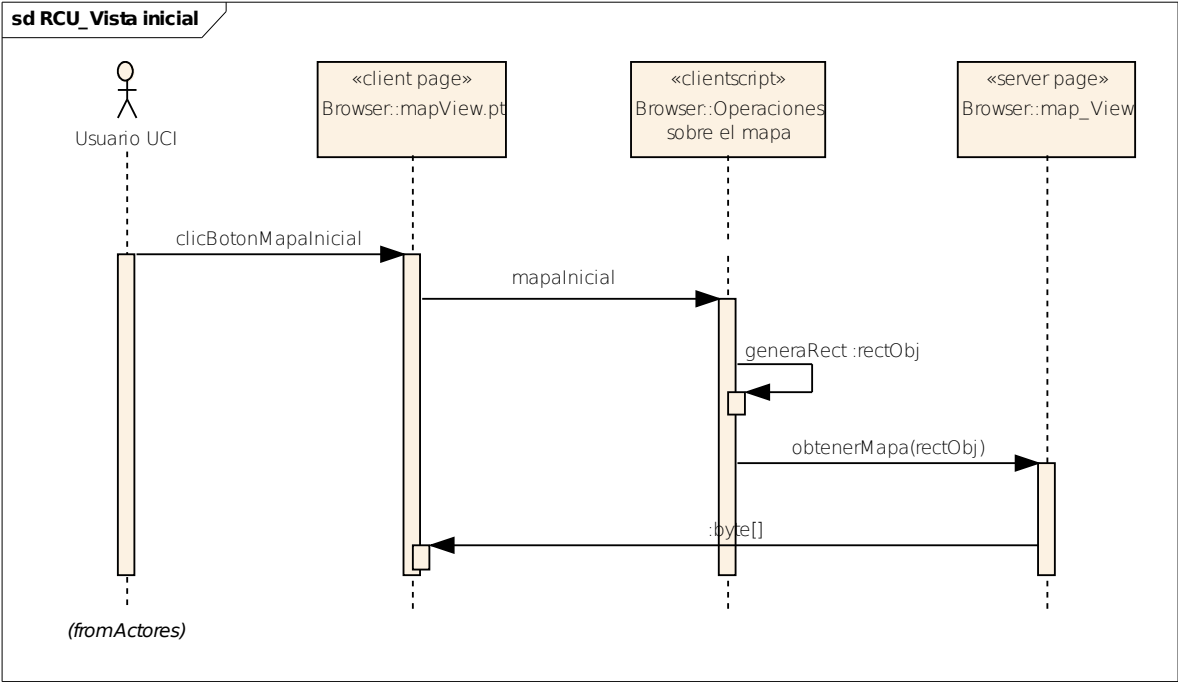 sd RCU_Vista inicial
Usuario UCI
«client page»
Browser::mapView.pt
«clientscript»
Browser::Operaciones
sobre el mapa
«server page»
Browser::map_View
clicBotonMapaInicial
mapaInicial
generaRect :rectObj
obtenerMapa(rectObj)
:byte[]
(fromActores)